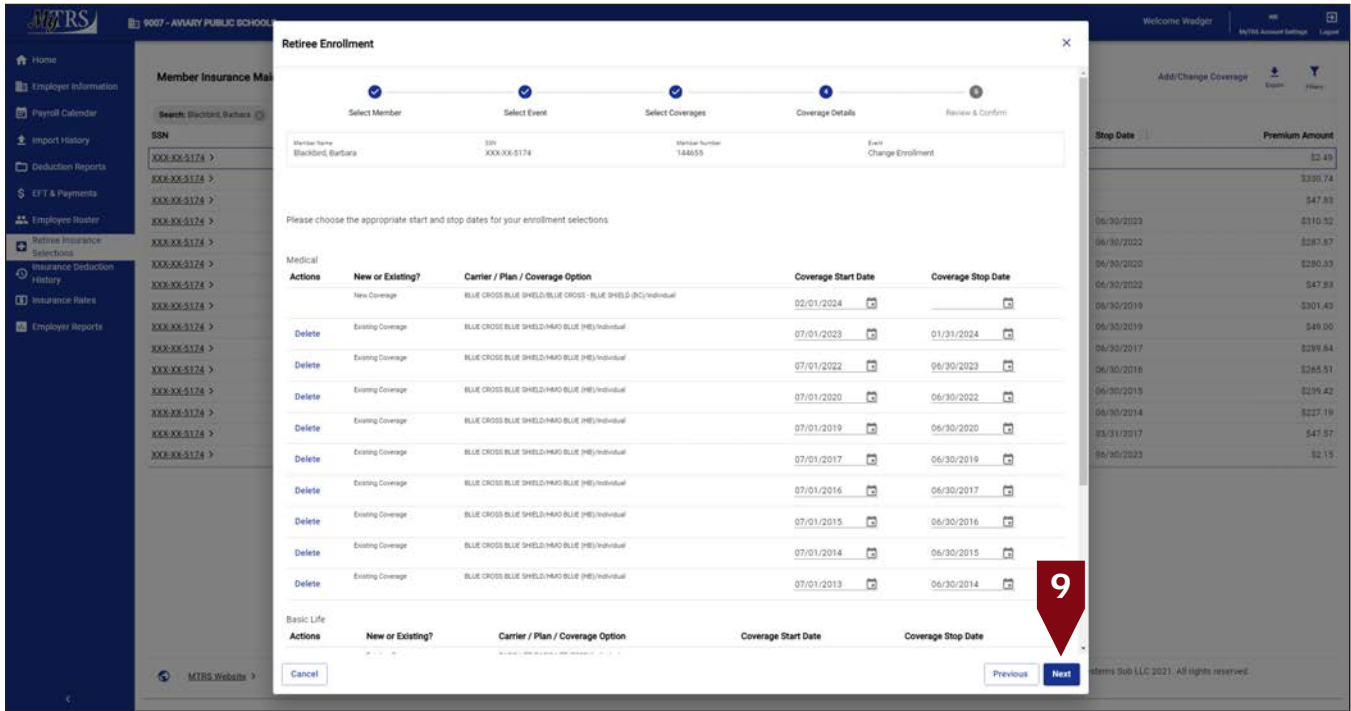 MyTRS
9007 - AVIARY PUBLIC SCHOOLS
Welcome Wadger
MyTRS Account Settings
Logout
Home
Employer Information
Payroll Calendar
Import History
Deduction Reports
EFT & Payments
Employee Roster
Retiree Insurance
Selections
Insurance Deduction
History
Insurance Rates
Employer Reports
Member Insurance Mai
Add/Change Coverage
Export
Filters
Search: Blackbird, Barbara
SSN
Stop Date
Premium Amount
XXX-XX-5174 > $2.49
XXX-XX-5174 > $330.74
XXX-XX-5174 > $47.83
XXX-XX-5174 > 06/30/2023 $310.52
XXX-XX-5174 > 06/30/2022 $287.87
XXX-XX-5174 > 06/30/2020 $280.33
XXX-XX-5174 > 06/30/2022 $47.83
XXX-XX-5174 > 06/30/2019 $301.43
XXX-XX-5174 > 06/30/2019 $49.00
XXX-XX-5174 > 06/30/2017 $289.64
XXX-XX-5174 > 06/30/2016 $265.51
XXX-XX-5174 > 06/30/2015 $239.42
XXX-XX-5174 > 06/30/2014 $227.19
XXX-XX-5174 > 03/31/2017 $47.57
XXX-XX-5174 > 06/30/2023 $2.15
Retiree Enrollment
Select Member
Select Event
Select Coverages
4
Coverage Details
5
Review & Confirm
Member Name SSN Member Number Event
Blackbird, Barbara XXX-XX-5174 144655 Change Enrollment
Please choose the appropriate start and stop dates for your enrollment selections
Medical
Actions New or Existing? Carrier / Plan / Coverage Option Coverage Start Date Coverage Stop Date
New Coverage BLUE CROSS BLUE SHIELD/BLUE CROSS - BLUE SHIELD (BC)/Individual 02/01/2024
Delete Existing Coverage BLUE CROSS BLUE SHIELD/HMO BLUE (HB)/Individual 07/01/2023 01/31/2024
Delete Existing Coverage BLUE CROSS BLUE SHIELD/HMO BLUE (HB)/Individual 07/01/2022 06/30/2023
Delete Existing Coverage BLUE CROSS BLUE SHIELD/HMO BLUE (HB)/Individual 07/01/2020 06/30/2022
Delete Existing Coverage BLUE CROSS BLUE SHIELD/HMO BLUE (HB)/Individual 07/01/2019 06/30/2020
Delete Existing Coverage BLUE CROSS BLUE SHIELD/HMO BLUE (HB)/Individual 07/01/2017 06/30/2019
Delete Existing Coverage BLUE CROSS BLUE SHIELD/HMO BLUE (HB)/Individual 07/01/2016 06/30/2017
Delete Existing Coverage BLUE CROSS BLUE SHIELD/HMO BLUE (HB)/Individual 07/01/2015 06/30/2016
Delete Existing Coverage BLUE CROSS BLUE SHIELD/HMO BLUE (HB)/Individual 07/01/2014 06/30/2015
Delete Existing Coverage BLUE CROSS BLUE SHIELD/HMO BLUE (HB)/Individual 07/01/2013 06/30/2014
9
Basic Life
Actions New or Existing? Carrier / Plan / Coverage Option Coverage Start Date Coverage Stop Date
Cancel
Previous
Next
MTRS Website >
LLC 2021. All rights reserved.